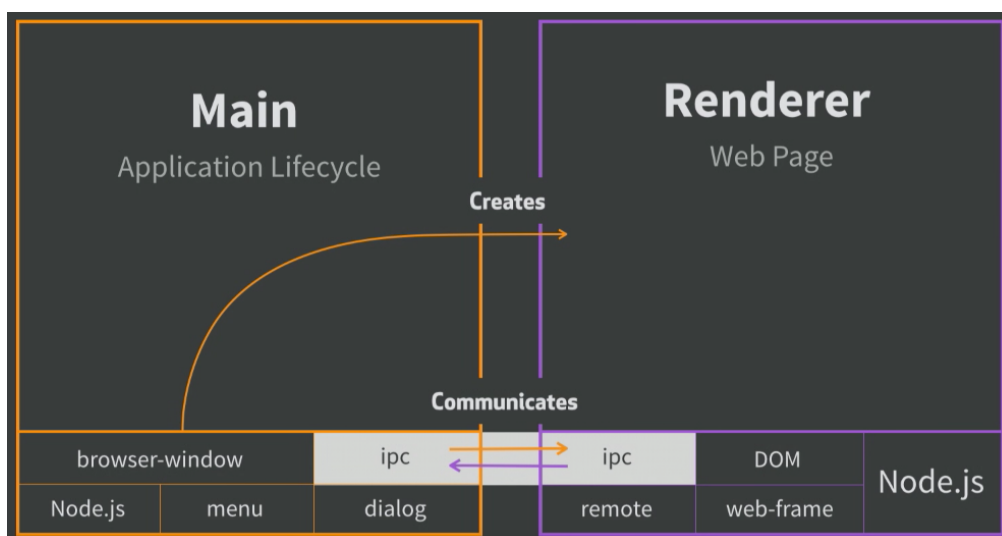 Main
Application Lifecycle
Renderer
Web Page
Creates
Communicates
browser-window
ipc
ipc
DOM
Node.js
Node.js
menu
dialog
remote
web-frame